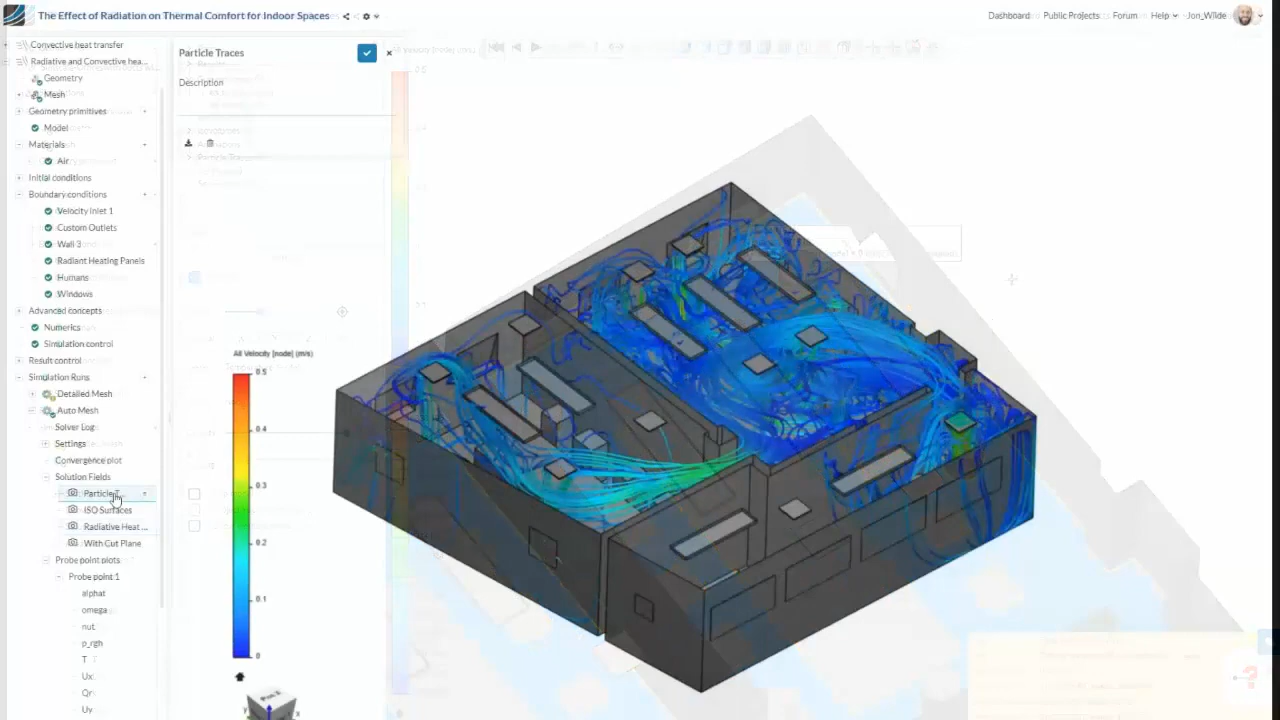 The Effect of Radiation on Thermal Comfort for Indoor Spaces
Dashboard
Public Projects
Forum
Help
Jon_Wilde
Convective heat transfer
Radiative and Convective hea...
Geometry
Mesh
Geometry primitives
Model
Materials
Air
Initial conditions
Boundary conditions
Velocity inlet 1
Custom Outlets
Wall 3
Radiant Heating Panels
Humans
Windows
Advanced concepts
Numerics
Simulation control
Result control
Simulation Runs
Detailed Mesh
Auto Mesh
Solver Log
Settings
Convergence plot
Solution Fields
Particle T...
ISO Surfaces
Radiative Heat ...
With Cut Plane
Probe point plots
Probe point 1
alphat
omega
nut
p_rgh
T
Ux
Qr
Uy
Particle Traces
Description
All Velocity [node] (m/s)
0.5
0.4
0.3
0.2
0.1
0